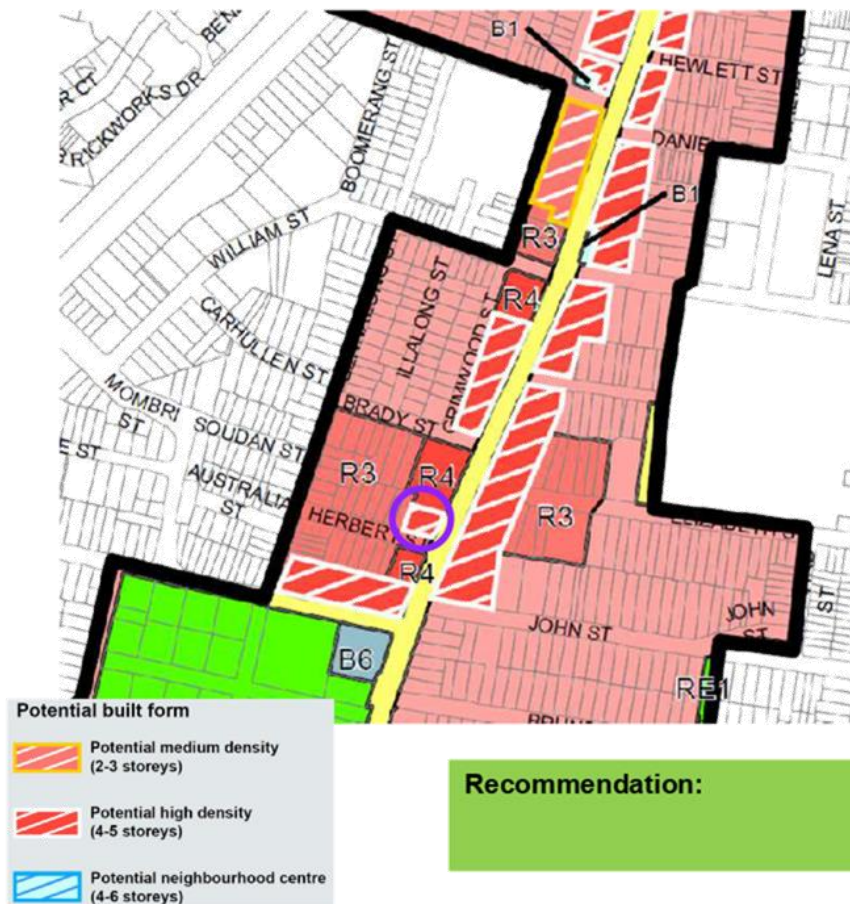 B1
HEWLETT ST
BOOMERANG ST
DANIE
B1
WILLIAM ST
LENA ST
R3
R4
ILLALONG ST
GRIMWOOD ST
CARHULLEN ST
MOMBRI
ST
SOUDAN ST
BRADY ST
AUSTRALIA
ST
R3
R4
R3
HERBERT
ELIZABETH
R4
JOHN ST
JOHN
ST
ST
B6
RE1
Potential built form
Potential medium density
(2-3 storeys)
Potential high density
(4-5 storeys)
Potential neighbourhood centre
(4-6 storeys)
Recommendation: